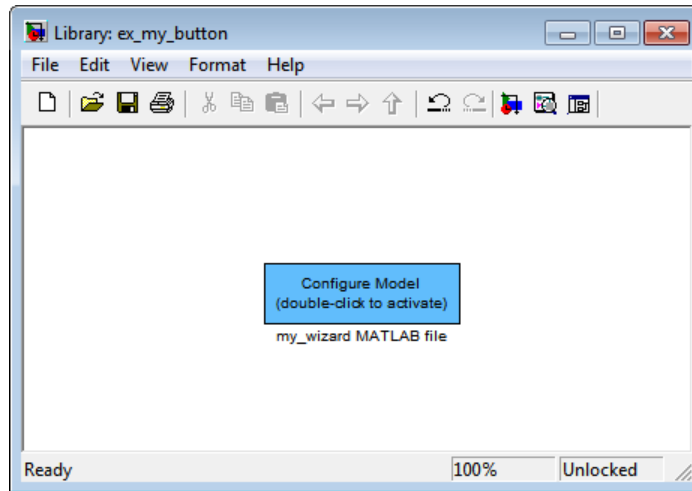 Library: ex_my_button
File Edit View Format Help
Configure Model
(double-click to activate)
my_wizard MATLAB file
Ready 100% Unlocked